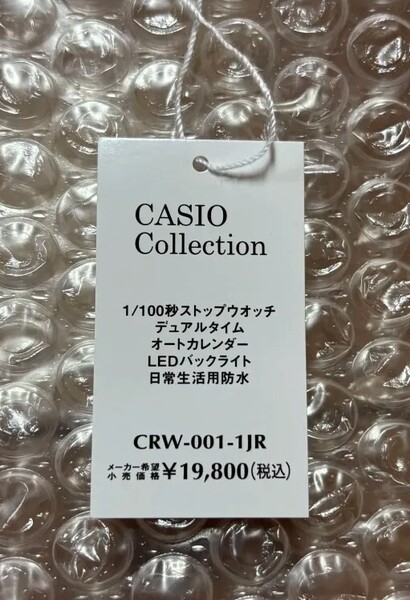 CASIO
Collection
1/100秒ストップウオッチ
デュアルタイム
オートカレンダー
LEDバックライト
日常生活用防水
CRW-001-1JR
メーカー希望小売価格 ¥19,800(税込)